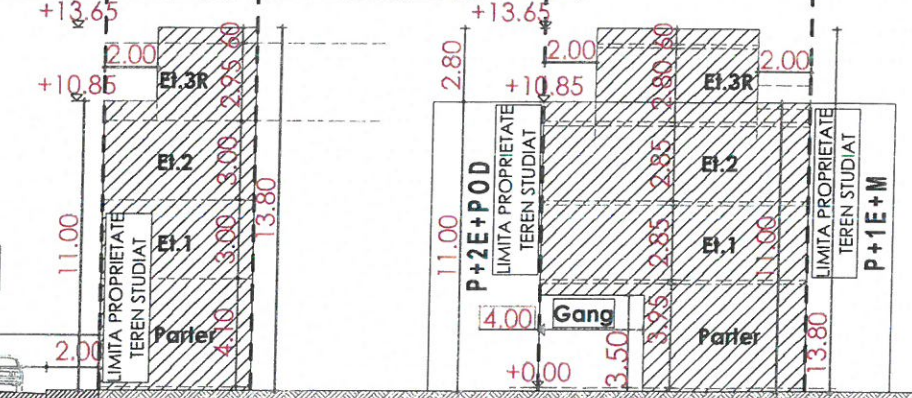 +13.65
2.00
60
+10.85
Et.3R
2.95
Et.2
3.00
13.80
11.00
LIMITA PROPRIETATE
TEREN STUDIAT
Et.1
3.00
Parter
4.10
2.00
+13.65
2.00
60
2.00
2.80
+10.85
2.80
Et.3R
LIMITA PROPRIETATE
TEREN STUDIAT
P+2E+POD
11.00
2.85
Et.2
2.85
Et.1
11.00
LIMITA PROPRIETATE
TEREN STUDIAT
P+1E+M
4.00
Gang
3.95
Parter
3.50
13.80
+0.00